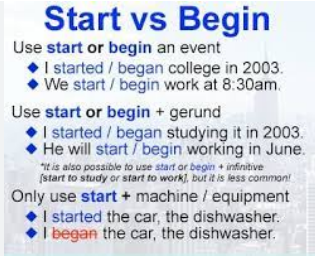 Start vs Begin
Use start or begin an event
◆ I started / began college in 2003.
◆ We start / begin work at 8:30am.
Use start or begin + gerund
◆ I started / began studying it in 2003.
◆ He will start / begin working in June.
*It is also possible to use start or begin + infinitive
[start to study or start to work], but it is less common!
Only use start + machine / equipment
◆ I started the car, the dishwasher.
◆ I began the car, the dishwasher.